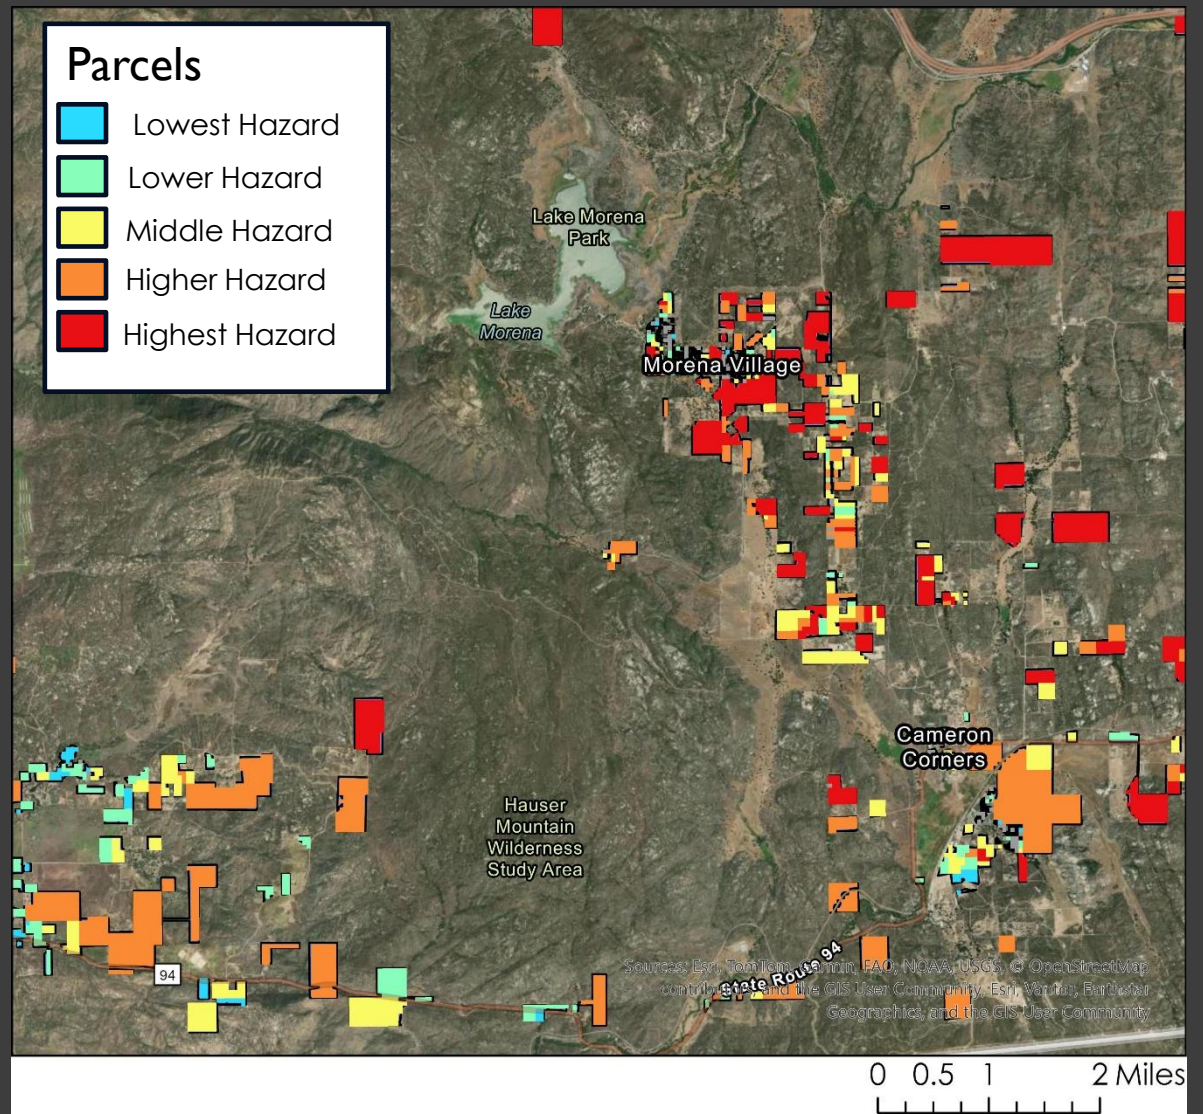 Parcels
Lowest Hazard
Lower Hazard
Middle Hazard
Higher Hazard
Highest Hazard
Lake Morena
Park
Lake
Morena
Morena Village
Cameron
Corners
Hauser
Mountain
Wilderness
Study Area
94
State Route 94
Sources: Esri, TomTom, Garmin, FAO, NOAA, USGS, © OpenStreetMap
contributors, and the GIS User Community, Esri, Vantor, Earthstar
Geographics, and the GIS User Community
0 0.5 1 2 Miles